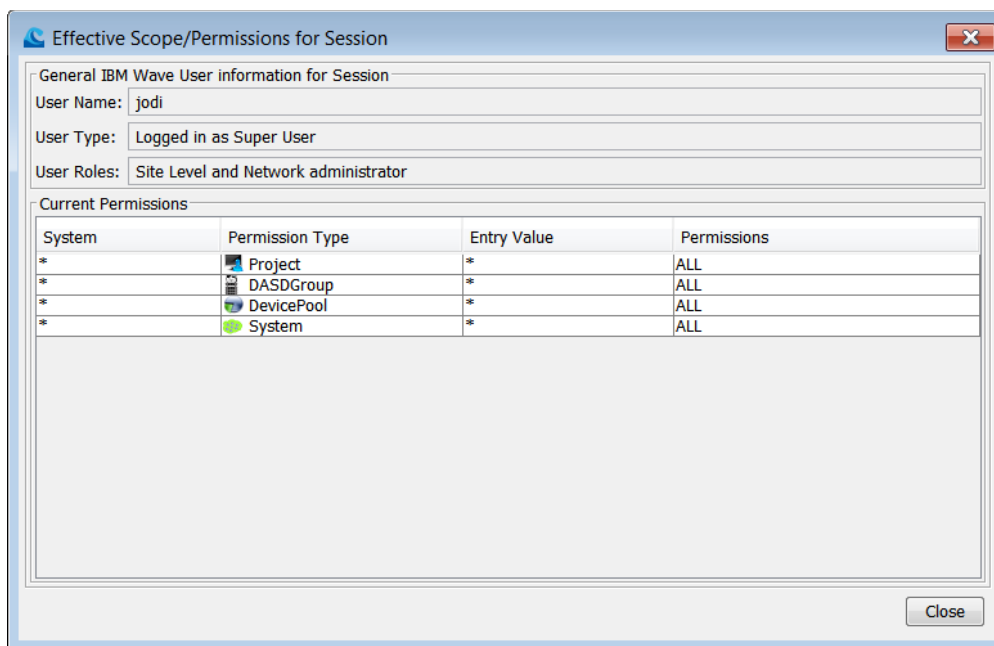 Effective Scope/Permissions for Session
General IBM Wave User information for Session
User Name: jodi
User Type: Logged in as Super User
User Roles: Site Level and Network administrator
Current Permissions
System Permission Type Entry Value Permissions
* Project * ALL
* DASDGroup * ALL
* DevicePool * ALL
* System * ALL
Close